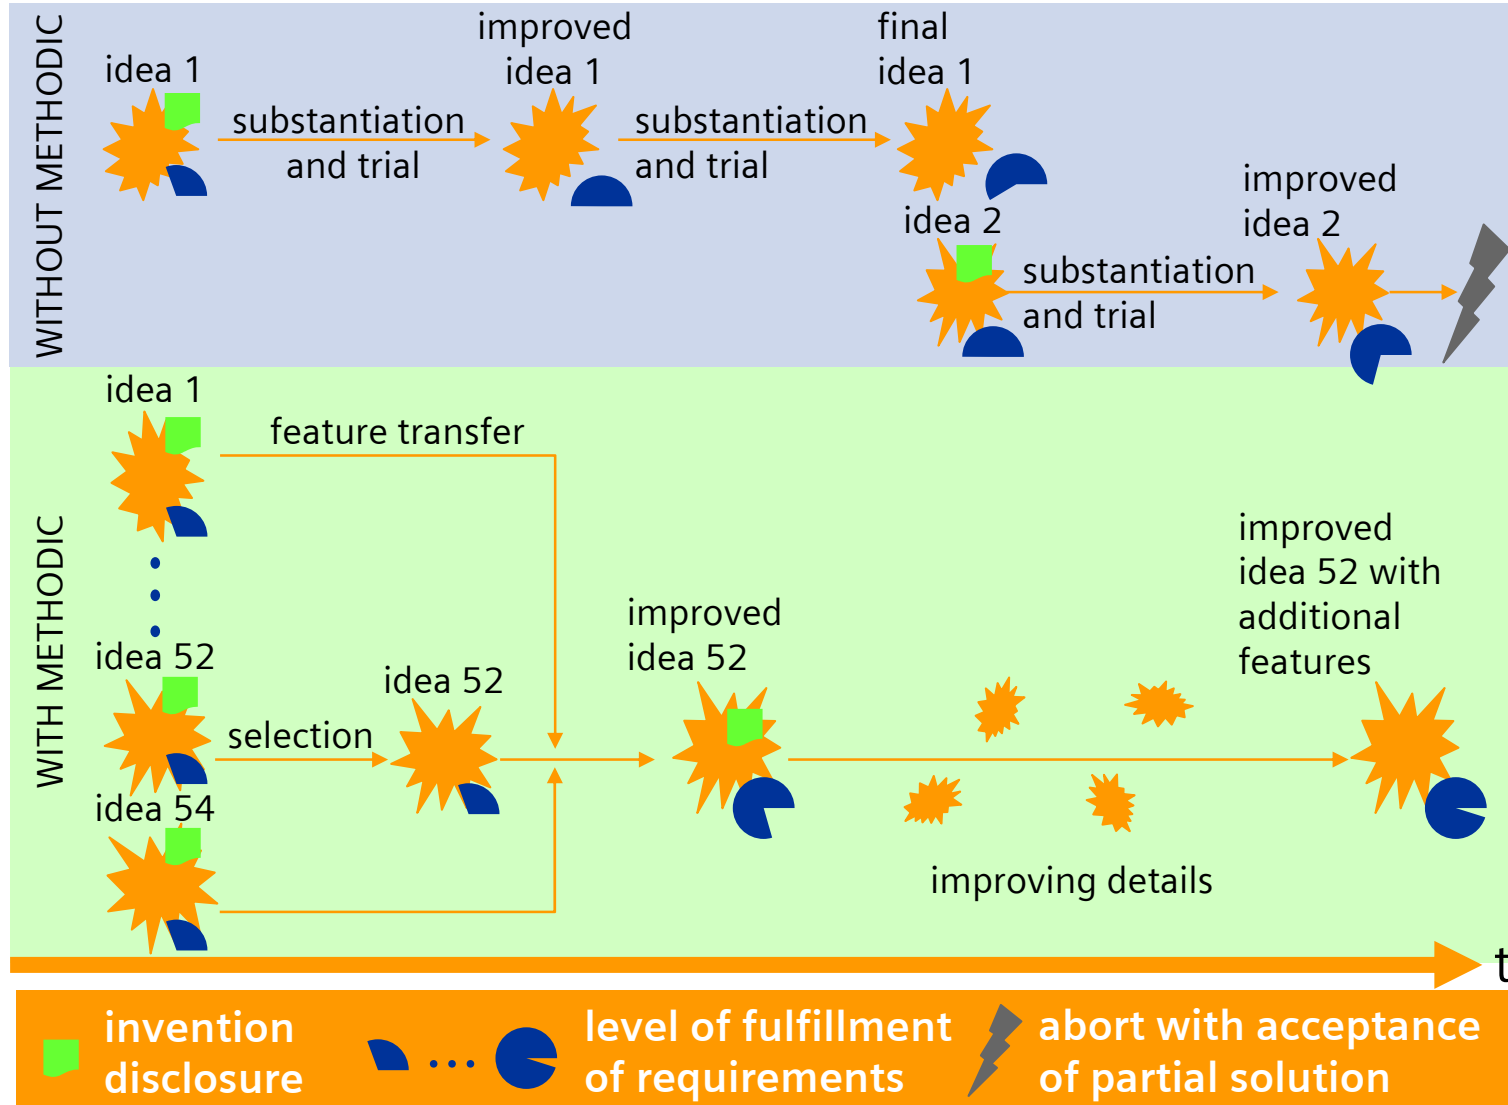 WITHOUT METHODIC
idea 1
substantiation
and trial
improved
idea 1
substantiation
and trial
final
idea 1
idea 2
substantiation
and trial
improved
idea 2
WITH METHODIC
idea 1
feature transfer
idea 52
selection
idea 52
idea 54
improved
idea 52
improving details
improved
idea 52 with
additional
features
t
invention
disclosure
level of fulfillment
of requirements
abort with acceptance
of partial solution